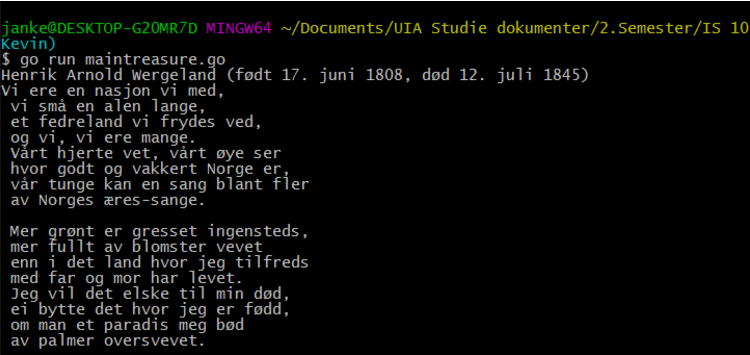 janke@DESKTOP-G2OMR7D MINGW64 ~/Documents/UIA Studie dokumenter/2.Semester/IS 10
Kevin)
$ go run maintreasure.go
Henrik Arnold Wergeland (født 17. juni 1808, død 12. juli 1845)
Vi ere en nasjon vi med,
vi små en alen lange,
et fedreland vi frydes ved,
og vi, vi ere mange.
Vårt hjerte vet, vårt øye ser
hvor godt og vakkert Norge er,
vår tunge kan en sang blant fler
av Norges æres-sange.

Mer grønt er gresset ingensteds,
mer fullt av blomster vevet
enn i det land hvor jeg tilfreds
med far og mor har levet.
Jeg vil det elske til min død,
ei bytte det hvor jeg er fødd,
om man et paradis meg bød
av palmer oversvevet.